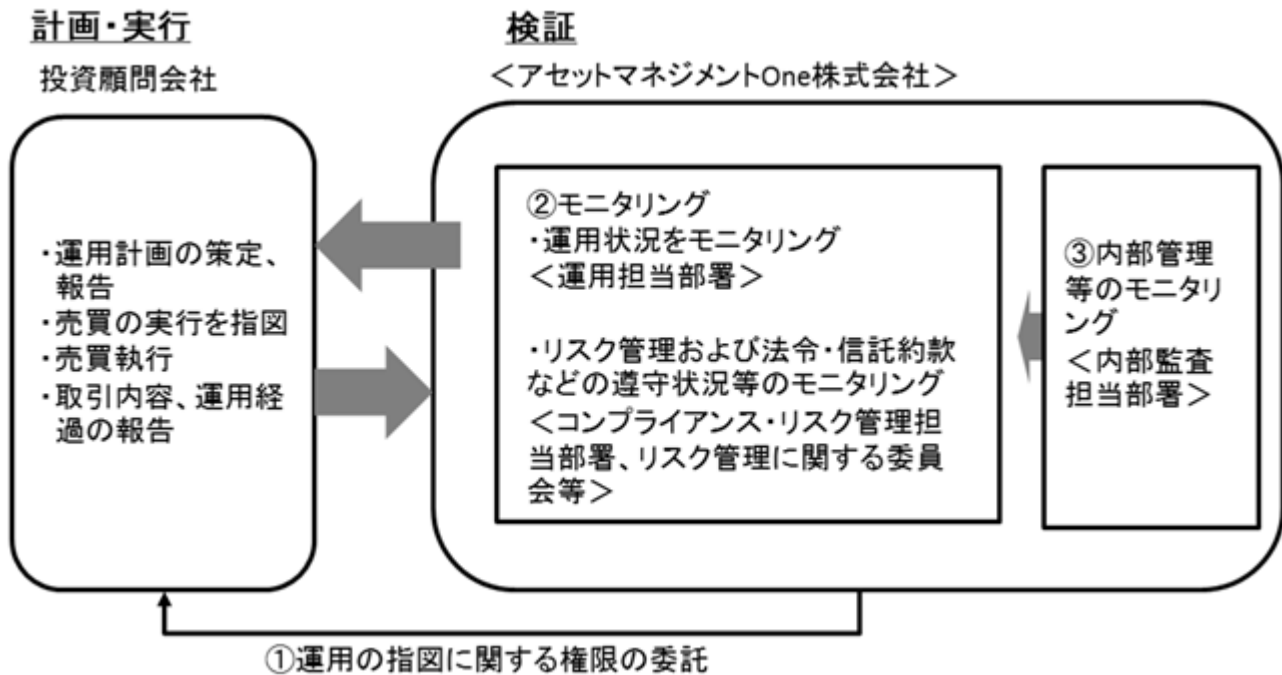 計画・実行
投資顧問会社
・運用計画の策定、
報告
・売買の実行を指図
・売買執行
・取引内容、運用経
過の報告
検証
＜アセットマネジメントOne株式会社＞
②モニタリング
・運用状況をモニタリング
＜運用担当部署＞
・リスク管理および法令・信託約款
などの遵守状況等のモニタリング
＜コンプライアンス・リスク管理担
当部署、リスク管理に関する委員
会等＞
③内部管理
等のモニタリ
ング
＜内部監査
担当部署＞
①運用の指図に関する権限の委託